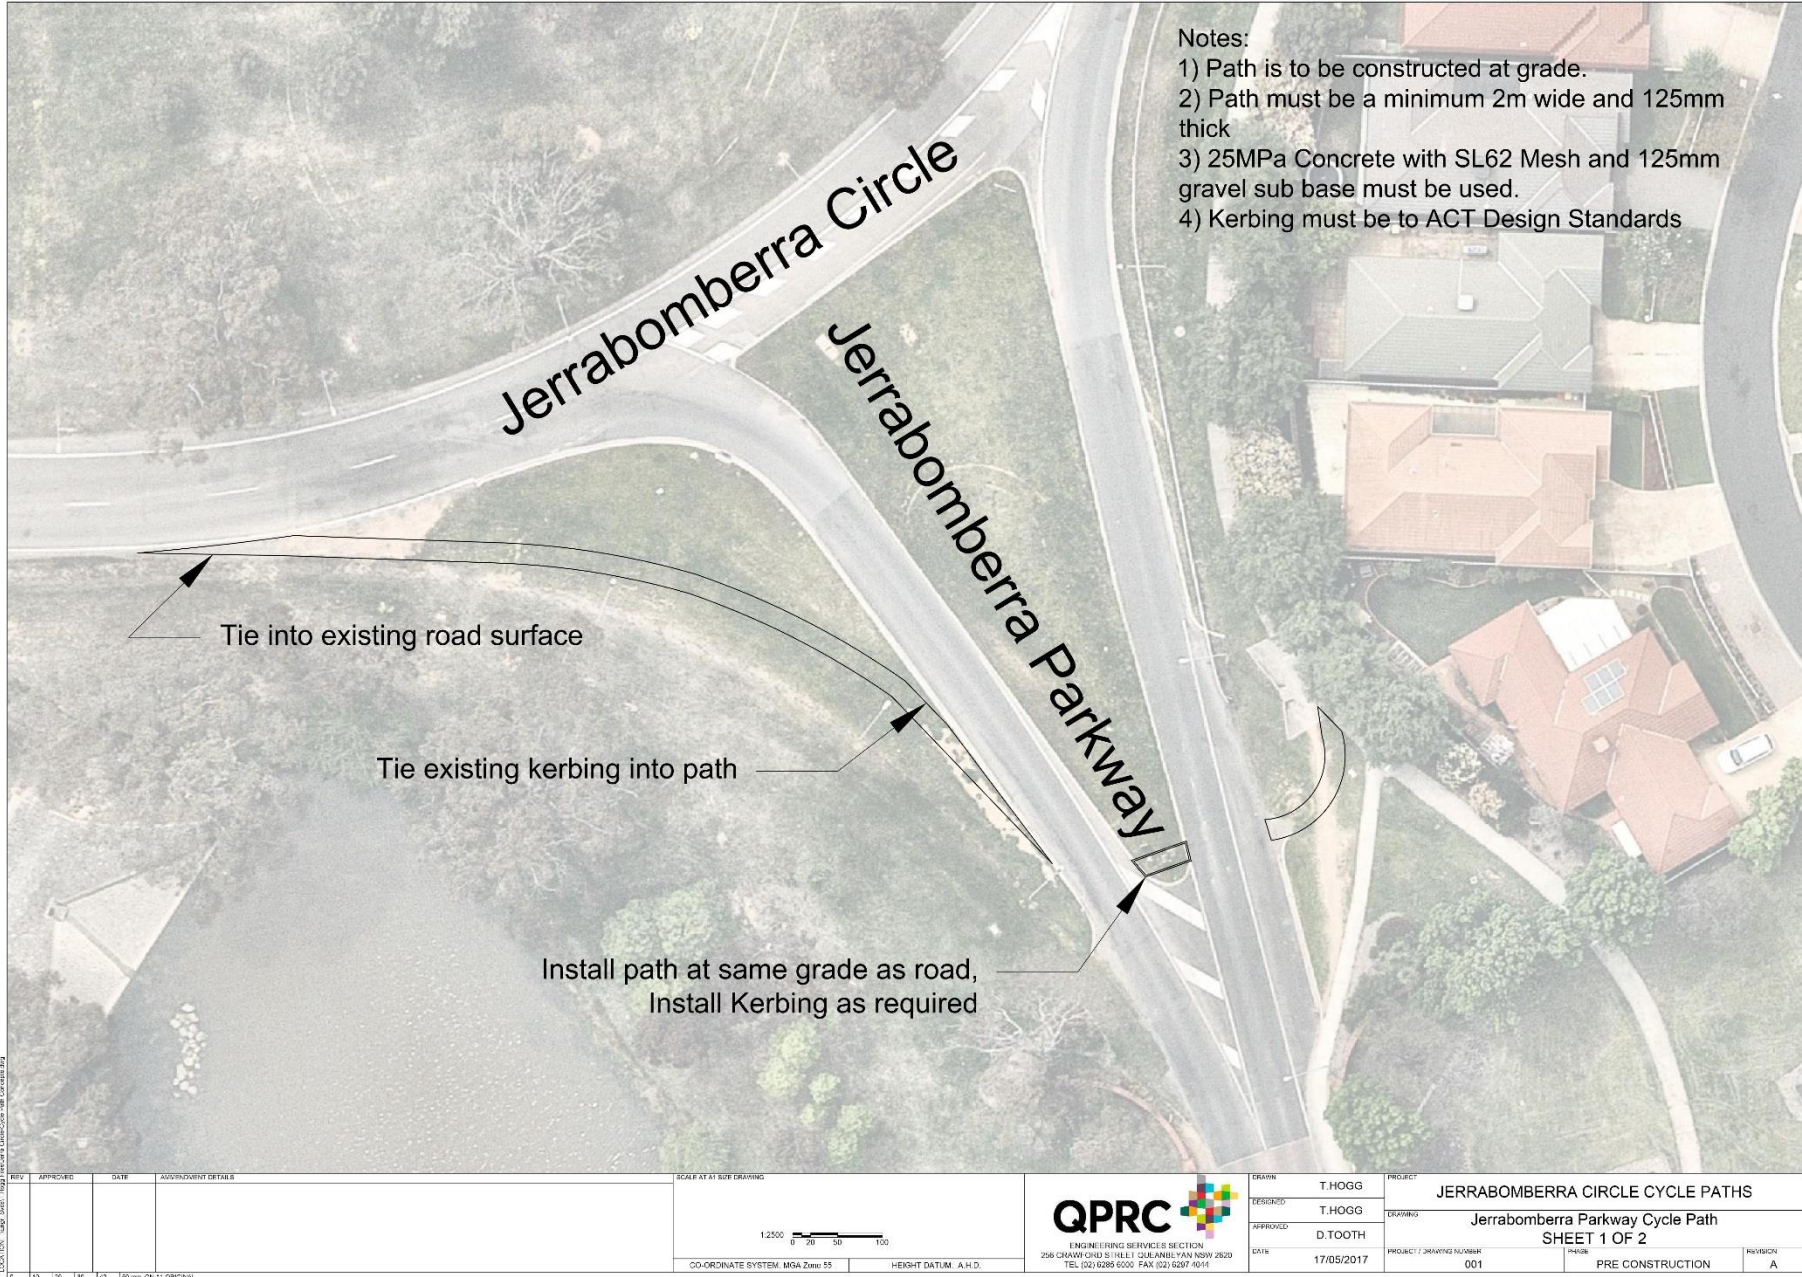 Notes:
1) Path is to be constructed at grade.
2) Path must be a minimum 2m wide and 125mm
thick
3) 25MPa Concrete with SL62 Mesh and 125mm
gravel sub base must be used.
4) Kerbing must be to ACT Design Standards
Jerrabomberra Circle
Jerrabomberra Parkway
Tie into existing road surface
Tie existing kerbing into path
Install path at same grade as road,
Install Kerbing as required
REV APPROVED DATE AMMENDMENT DETAILS
SCALE AT A1 SIZE DRAWING
1:2500 0 20 50 100
CO-ORDINATE SYSTEM: MGA Zone 55 HEIGHT DATUM: A.H.D.
QPRC
ENGINEERING SERVICES SECTION
256 CRAWFORD STREET QUEANBEYAN NSW 2620
TEL (02) 6285 6000 FAX (02) 6297 4044
DRAWN T.HOGG
DESIGNED T.HOGG
APPROVED D.TOOTH
DATE 17/05/2017
PROJECT
JERRABOMBERRA CIRCLE CYCLE PATHS
DRAWING
Jerrabomberra Parkway Cycle Path
SHEET 1 OF 2
PROJECT / DRAWING NUMBER PHASE REVISION
001 PRE CONSTRUCTION A